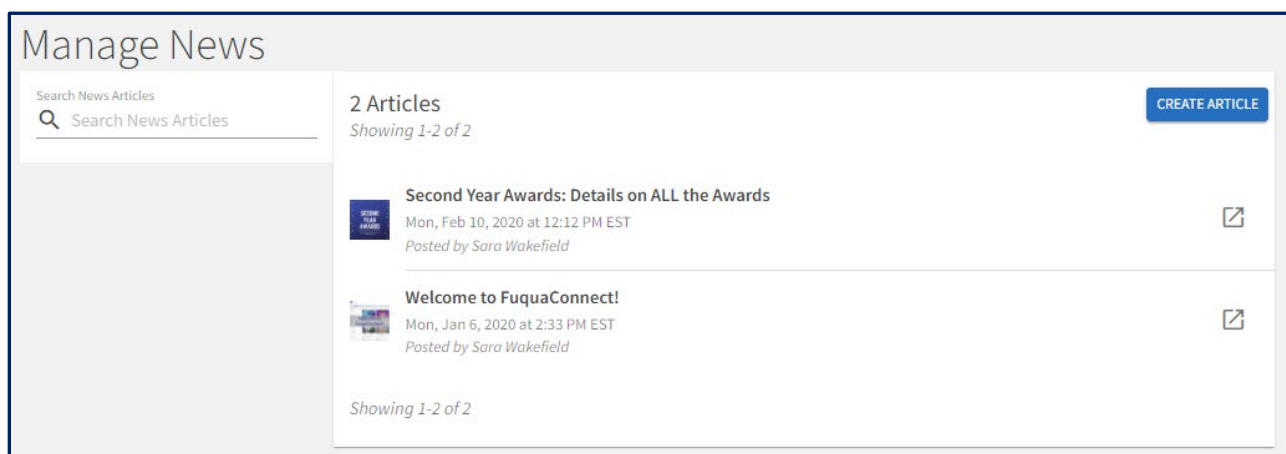 Manage News
Search News Articles
Search News Articles
2 Articles
Showing 1-2 of 2
CREATE ARTICLE
SECOND
YEAR
AWARDS
Second Year Awards: Details on ALL the Awards
Mon, Feb 10, 2020 at 12:12 PM EST
Posted by Sara Wakefield
Welcome to FuquaConnect!
Mon, Jan 6, 2020 at 2:33 PM EST
Posted by Sara Wakefield
Showing 1-2 of 2